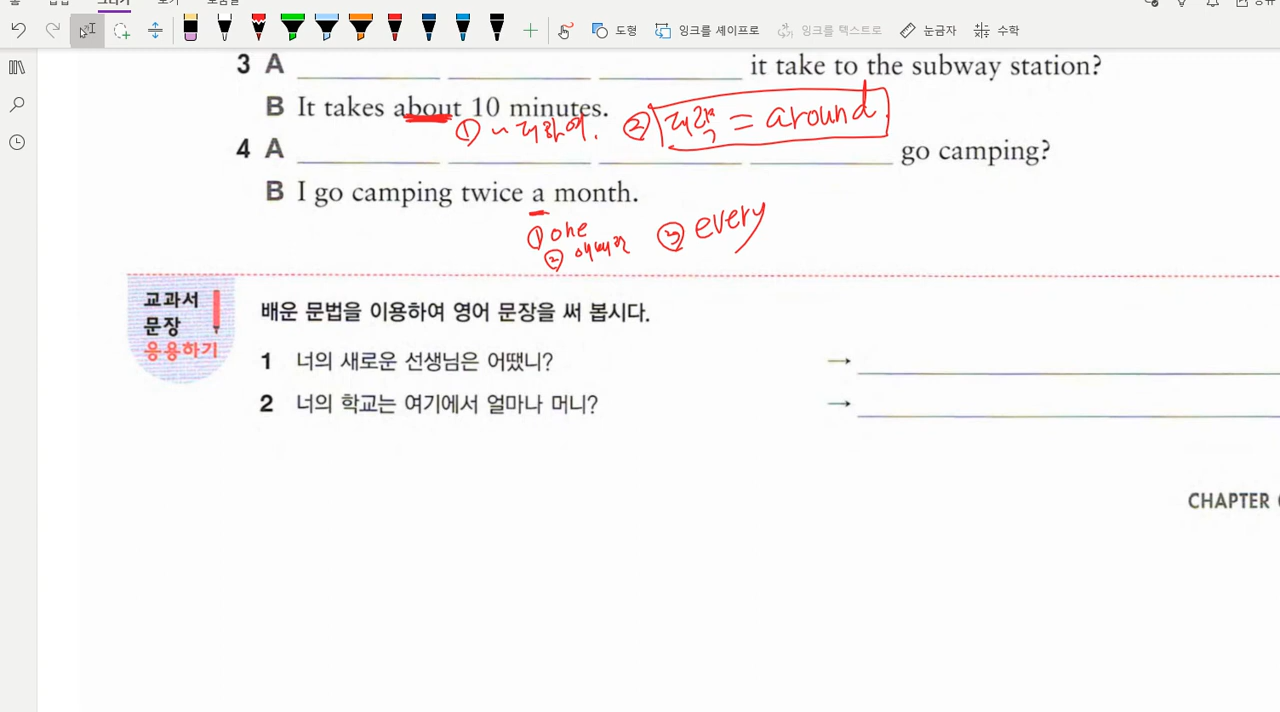 도형
잉크를 셰이프로
잉크를 텍스트로
눈금자
수학
3 A it take to the subway station?
B It takes about 10 minutes.
① ~ 대하여. ② 대략 = around
4 A go camping?
B I go camping twice a month.
① one
②
③ every
교과서
문장
응용하기
배운 문법을 이용하여 영어 문장을 써 봅시다.
1 너의 새로운 선생님은 어땠니? →
2 너의 학교는 여기에서 얼마나 머니? →
CHAPTER